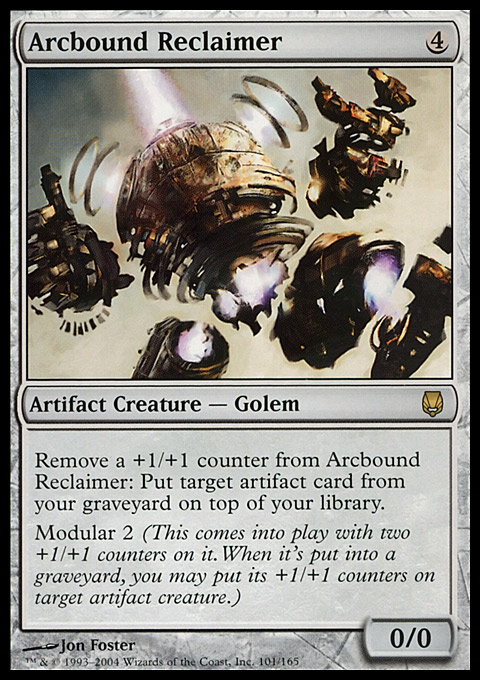 Arcbound Reclaimer 4
Artifact Creature — Golem
Remove a +1/+1 counter from Arcbound
Reclaimer: Put target artifact card from
your graveyard on top of your library.
Modular 2 (This comes into play with two
+1/+1 counters on it. When it's put into a
graveyard, you may put its +1/+1 counters on
target artifact creature.)
Jon Foster
™ & © 1993–2004 Wizards of the Coast, Inc. 101/165
0/0